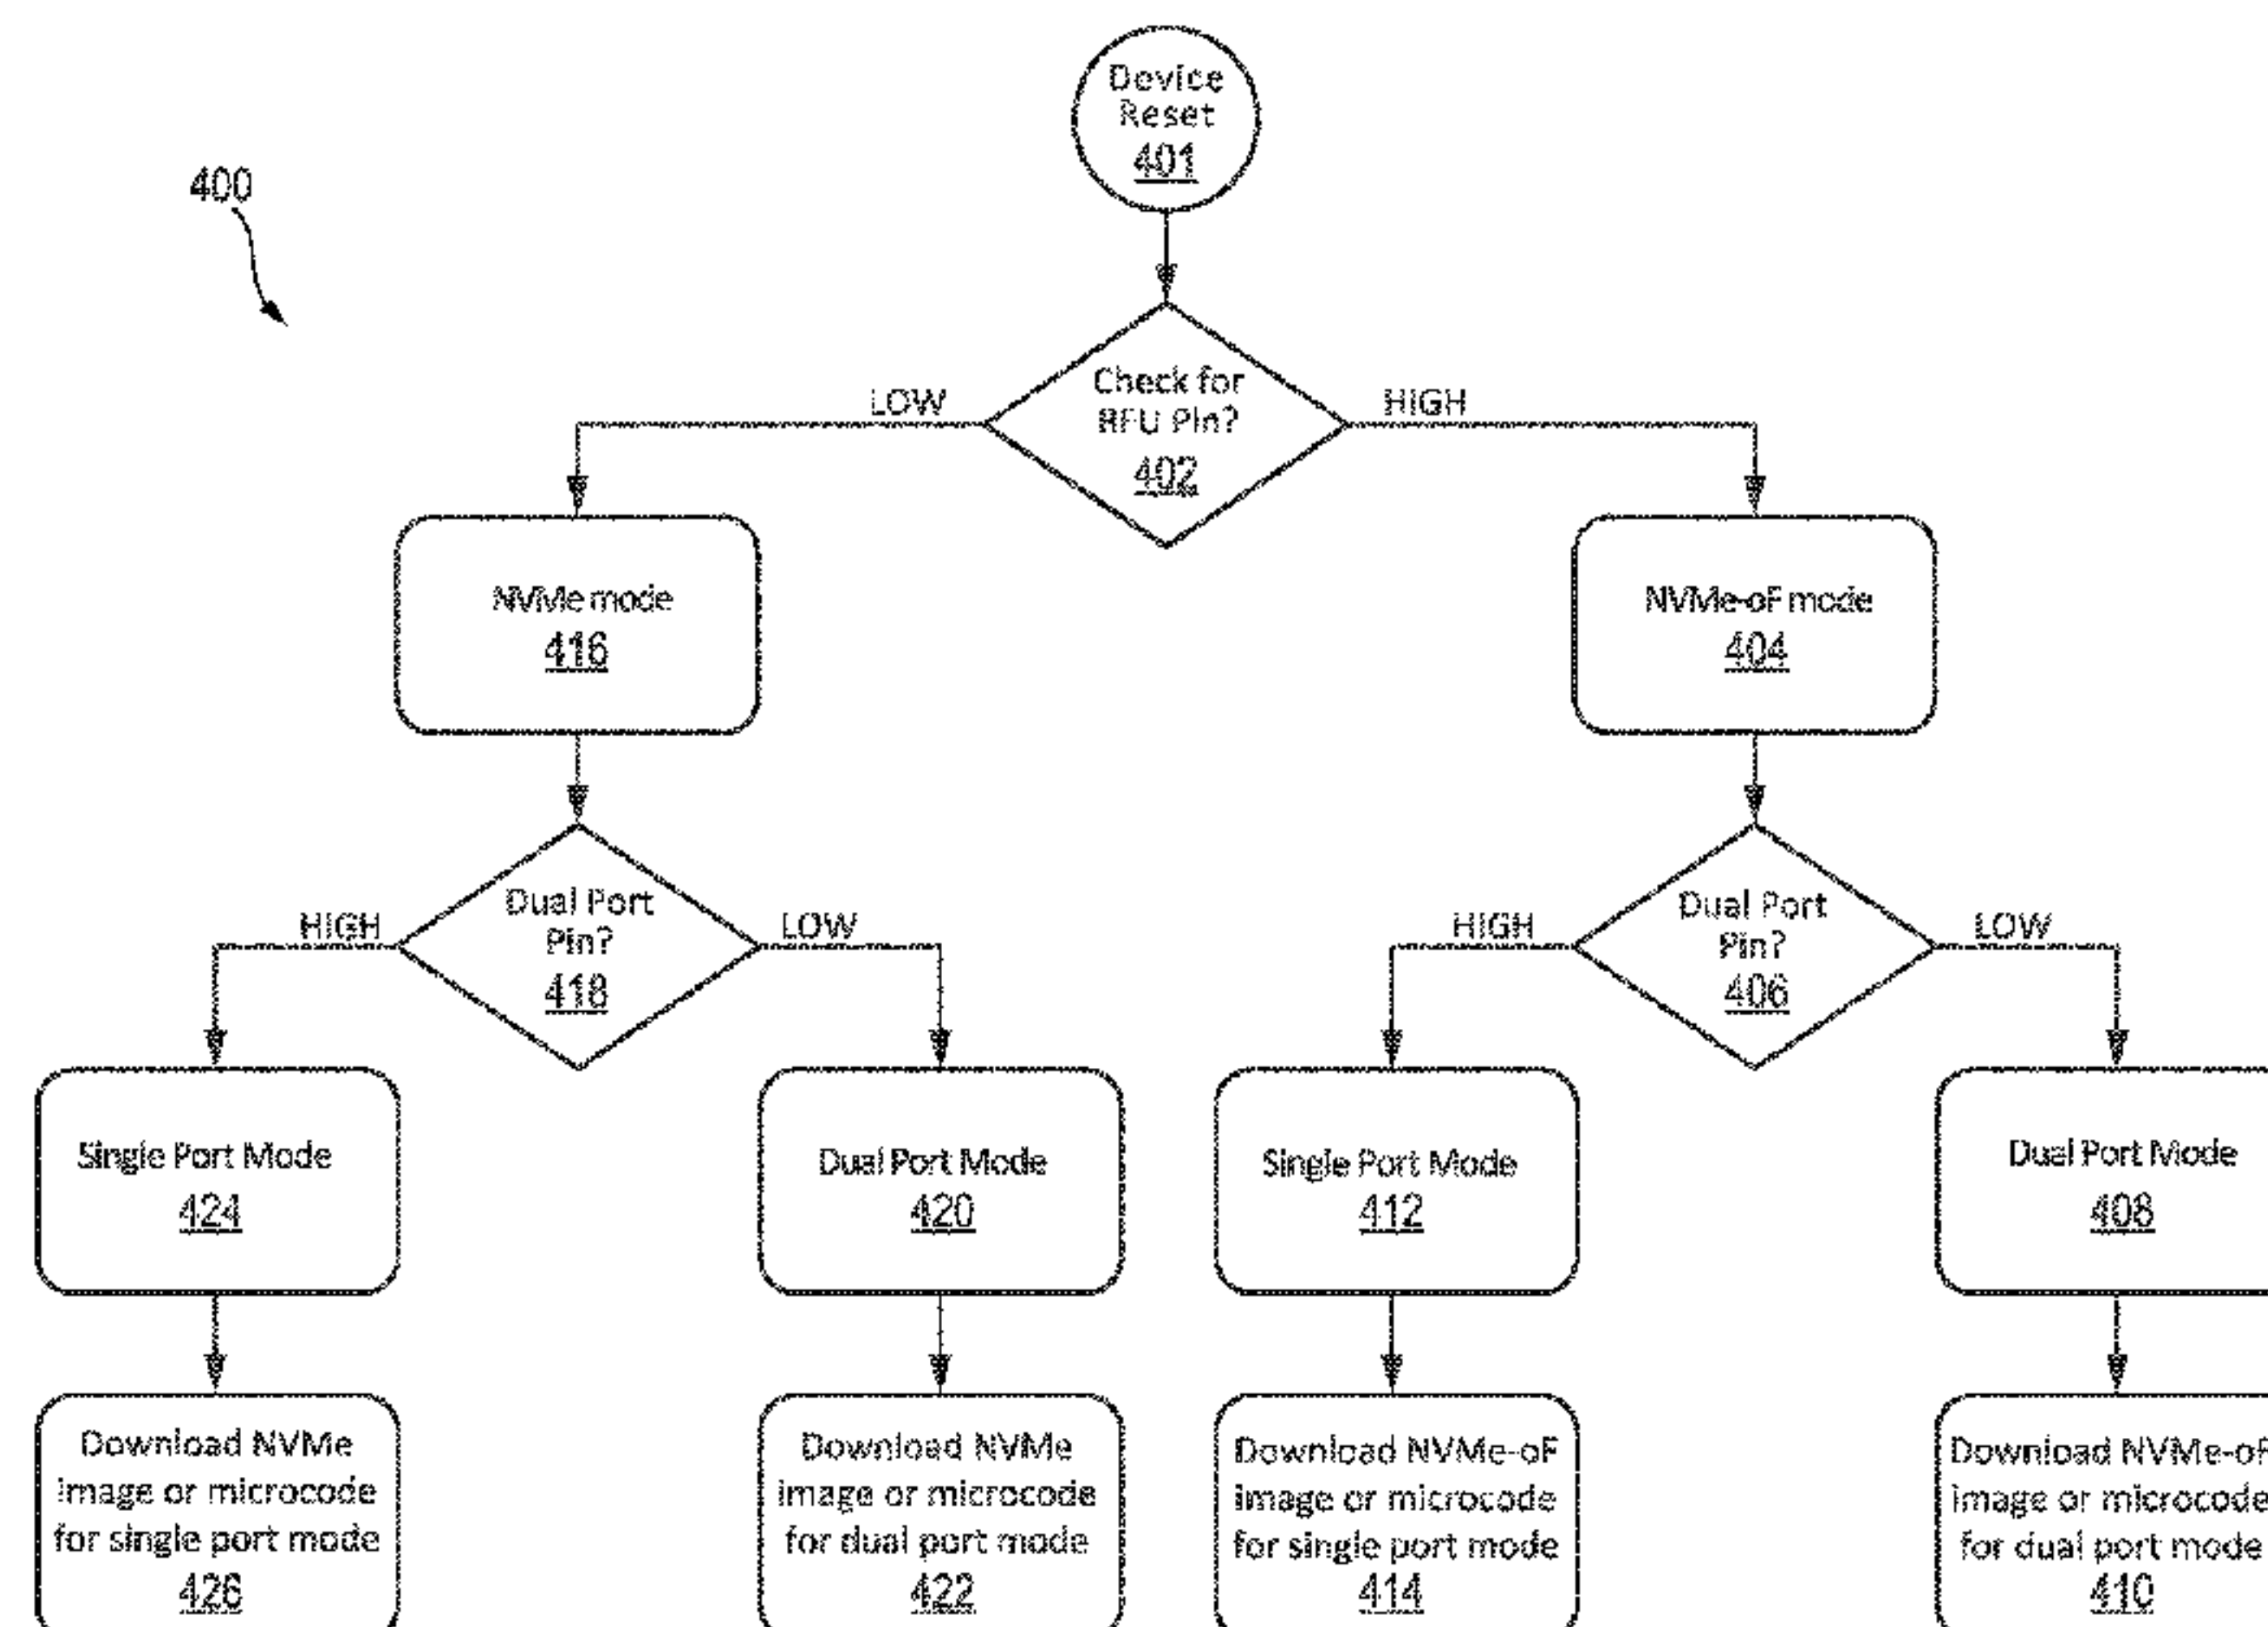 Device
Reset
401
400
Check for
RFU Pin?
402
LOW
HIGH
NVMe mode
416
NVMe-oF mode
404
Dual Port
Pin?
418
HIGH
LOW
Dual Port
Pin?
406
HIGH
LOW
Single Port Mode
424
Dual Port Mode
420
Single Port Mode
412
Dual Port Mode
408
Download NVMe
image or microcode
for single port mode
426
Download NVMe
image or microcode
for dual port mode
422
Download NVMe-oF
image or microcode
for single port mode
414
Download NVMe-oF
image or microcode
for dual port mode
410